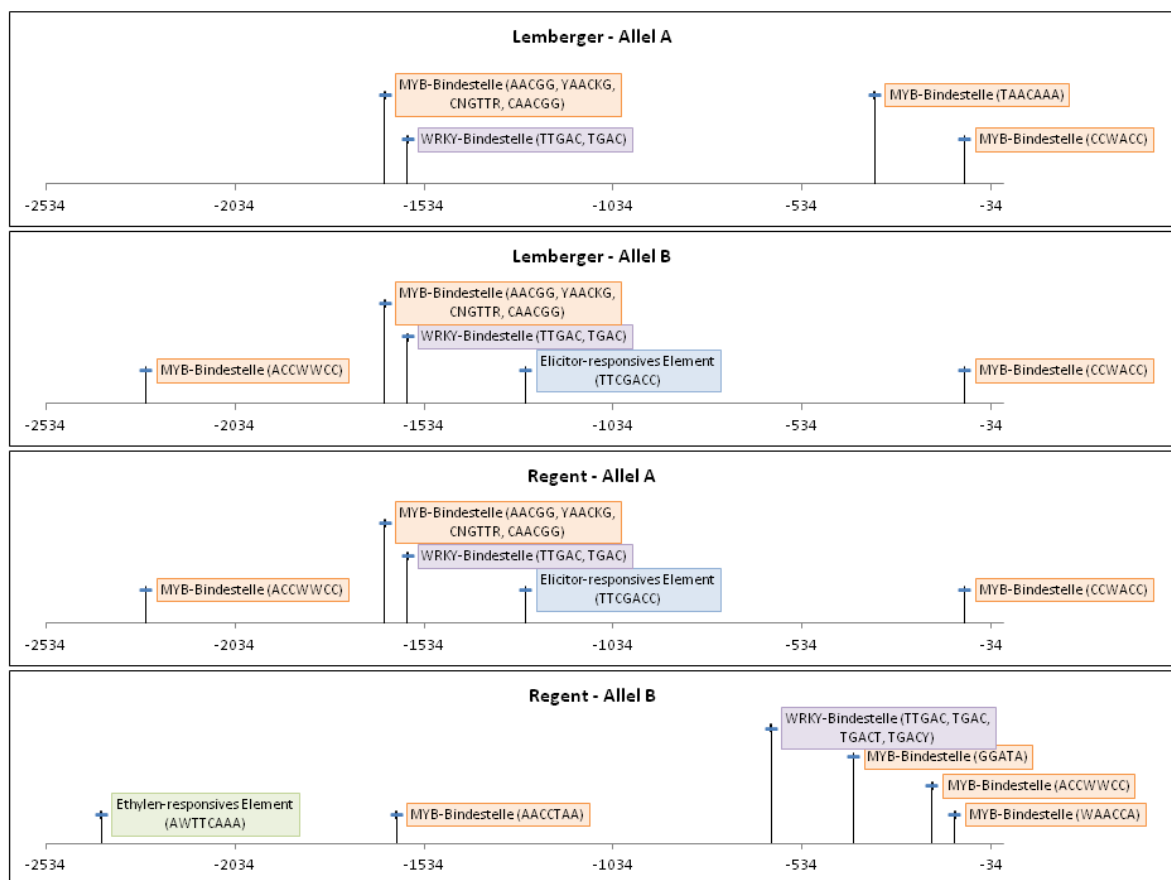 Lemberger - Allel A
MYB-Bindestelle (AACGG, YAACKG,
CNGTTR, CAACGG)
MYB-Bindestelle (TAACAAA)
WRKY-Bindestelle (TTGAC, TGAC)
MYB-Bindestelle (CCWACC)
-2534 -2034 -1534 -1034 -534 -34
Lemberger - Allel B
MYB-Bindestelle (AACGG, YAACKG,
CNGTTR, CAACGG)
WRKY-Bindestelle (TTGAC, TGAC)
MYB-Bindestelle (ACCWWCC)
Elicitor-responsives Element
(TTCGACC)
MYB-Bindestelle (CCWACC)
-2534 -2034 -1534 -1034 -534 -34
Regent - Allel A
MYB-Bindestelle (AACGG, YAACKG,
CNGTTR, CAACGG)
WRKY-Bindestelle (TTGAC, TGAC)
MYB-Bindestelle (ACCWWCC)
Elicitor-responsives Element
(TTCGACC)
MYB-Bindestelle (CCWACC)
-2534 -2034 -1534 -1034 -534 -34
Regent - Allel B
WRKY-Bindestelle (TTGAC, TGAC,
TGACT, TGACY)
MYB-Bindestelle (GGATA)
MYB-Bindestelle (ACCWWCC)
Ethylen-responsives Element
(AWTTCAAA)
MYB-Bindestelle (AACCTAA)
MYB-Bindestelle (WAACCA)
-2534 -2034 -1534 -1034 -534 -34